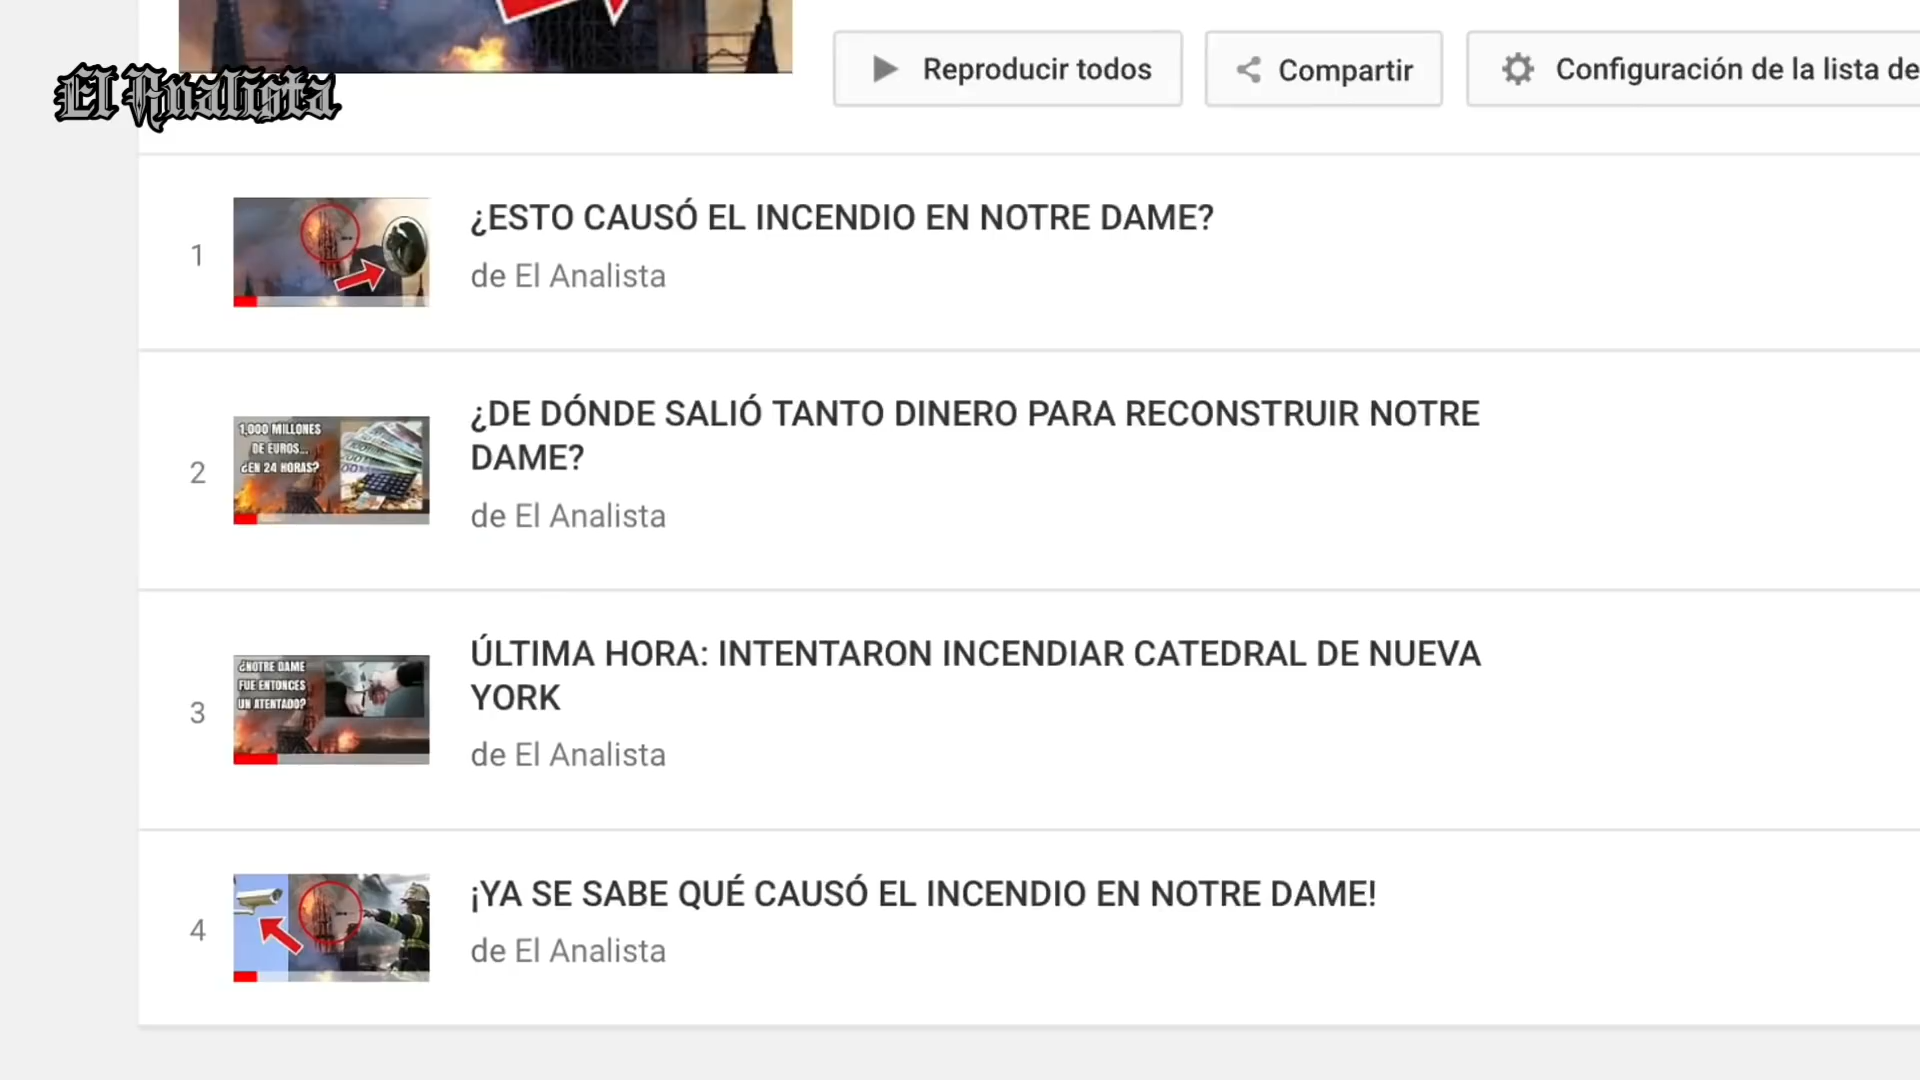 El Analista
Reproducir todos
Compartir
Configuración de la lista de
1
¿ESTO CAUSÓ EL INCENDIO EN NOTRE DAME?
de El Analista
2
1,000 MILLONES
DE EUROS...
¿EN 24 HORAS?
¿DE DÓNDE SALIÓ TANTO DINERO PARA RECONSTRUIR NOTRE
DAME?
de El Analista
3
¿NOTRE DAME
FUE ENTONCES
UN ATENTADO?
ÚLTIMA HORA: INTENTARON INCENDIAR CATEDRAL DE NUEVA
YORK
de El Analista
4
¡YA SE SABE QUÉ CAUSÓ EL INCENDIO EN NOTRE DAME!
de El Analista